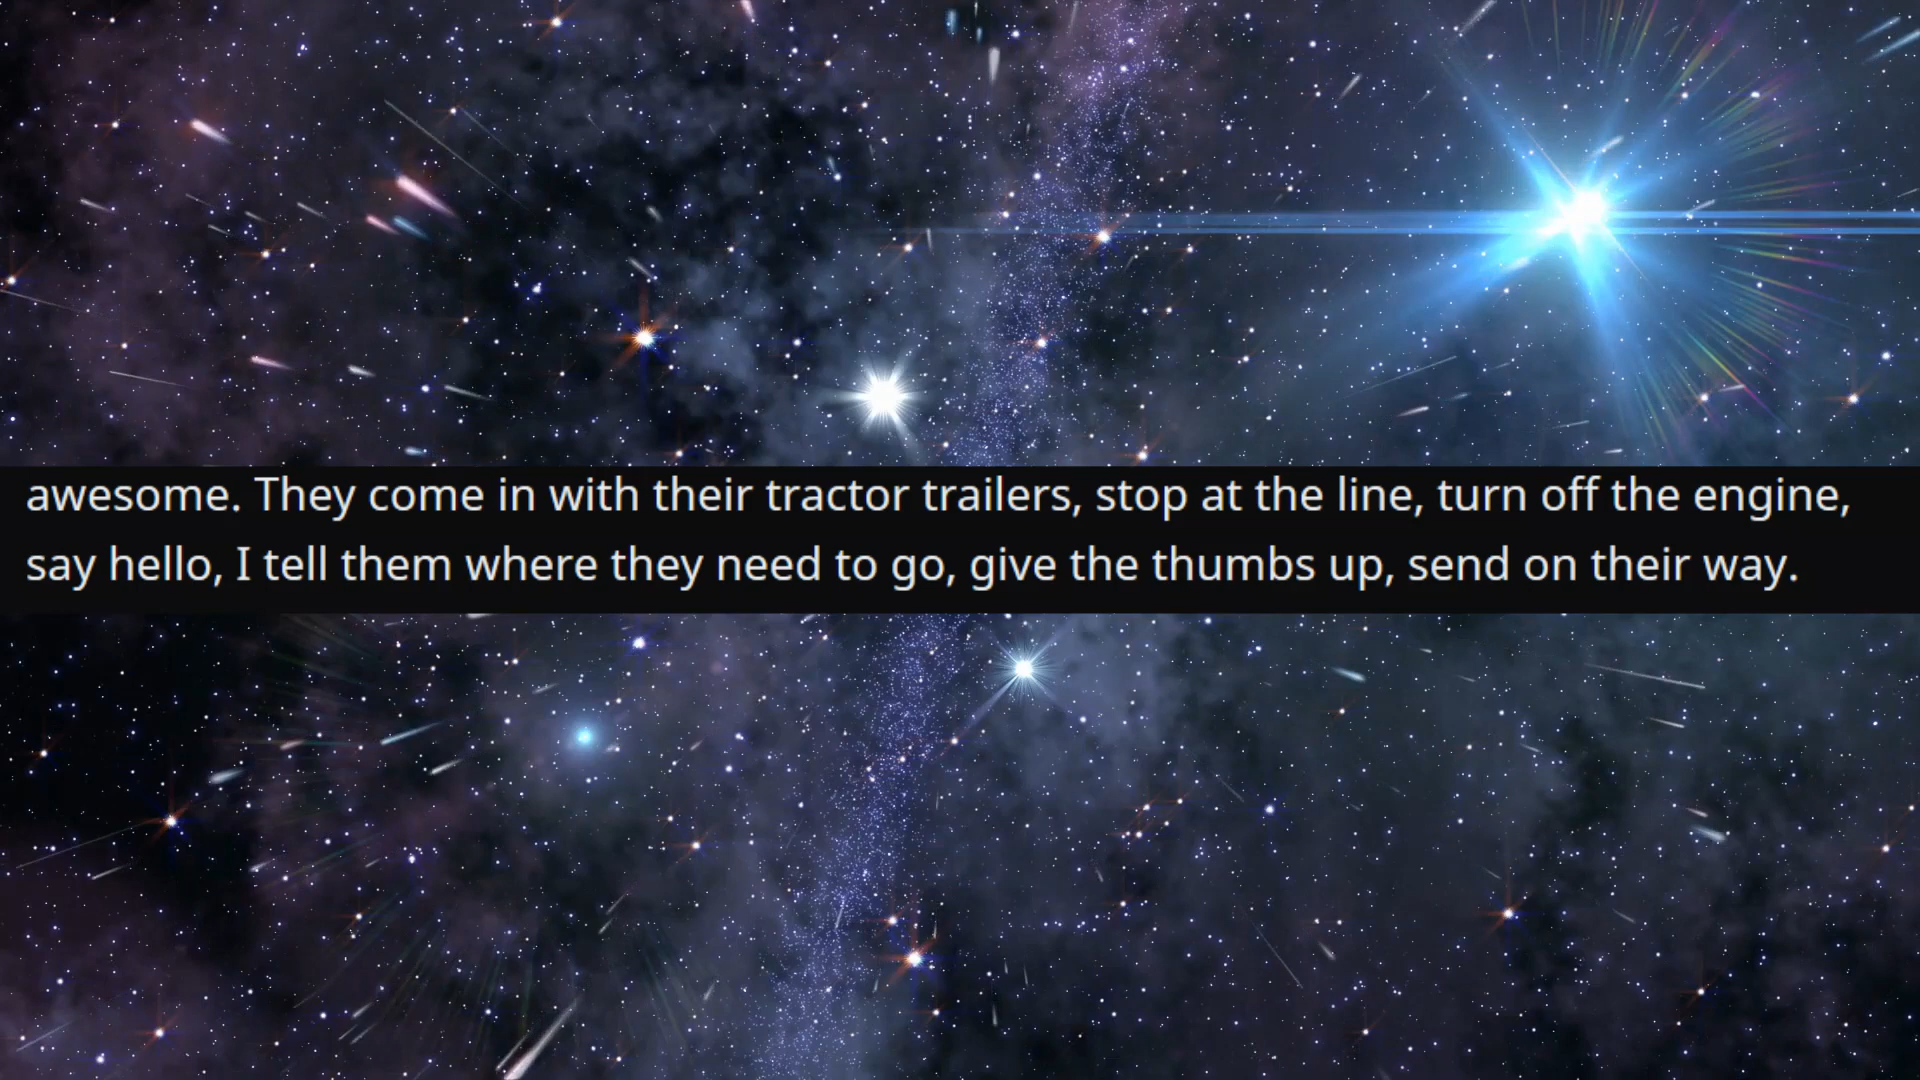 awesome. They come in with their tractor trailers, stop at the line, turn off the engine,
say hello, I tell them where they need to go, give the thumbs up, send on their way.